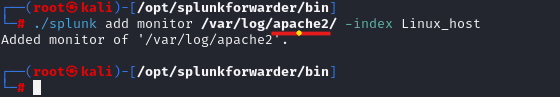 ┌──(root㉿kali)-[/opt/splunkforwarder/bin]
└─# ./splunk add monitor /var/log/apache2/ -index Linux_host
Added monitor of '/var/log/apache2'.
┌──(root㉿kali)-[/opt/splunkforwarder/bin]
└─#